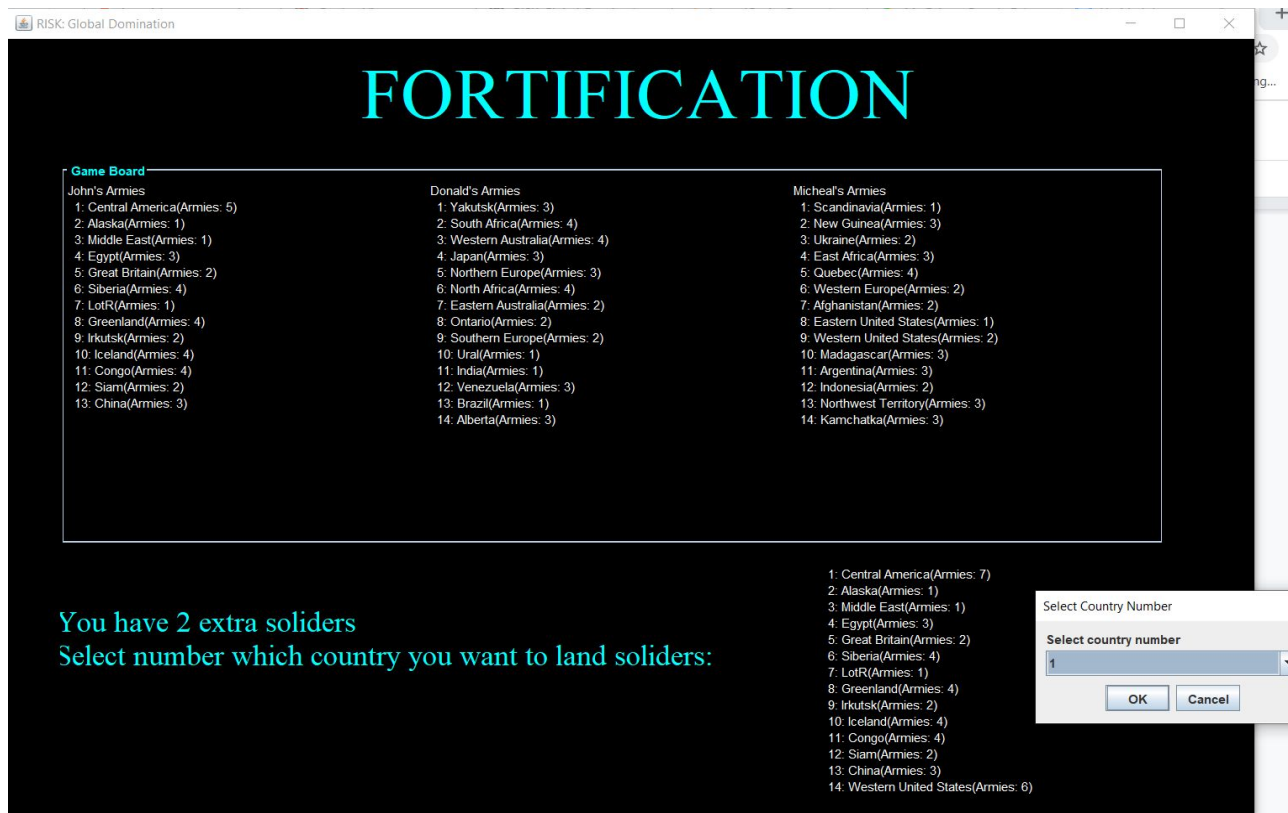 RISK: Global Domination
ng...
FORTIFICATION
Game Board
John's Armies
1: Central America(Armies: 5)
2: Alaska(Armies: 1)
3: Middle East(Armies: 1)
4: Egypt(Armies: 3)
5: Great Britain(Armies: 2)
6: Siberia(Armies: 4)
7: LotR(Armies: 1)
8: Greenland(Armies: 4)
9: Irkutsk(Armies: 2)
10: Iceland(Armies: 4)
11: Congo(Armies: 4)
12: Siam(Armies: 2)
13: China(Armies: 3)
Donald's Armies
1: Yakutsk(Armies: 3)
2: South Africa(Armies: 4)
3: Western Australia(Armies: 4)
4: Japan(Armies: 3)
5: Northern Europe(Armies: 3)
6: North Africa(Armies: 4)
7: Eastern Australia(Armies: 2)
8: Ontario(Armies: 2)
9: Southern Europe(Armies: 2)
10: Ural(Armies: 1)
11: India(Armies: 1)
12: Venezuela(Armies: 3)
13: Brazil(Armies: 1)
14: Alberta(Armies: 3)
Micheal's Armies
1: Scandinavia(Armies: 1)
2: New Guinea(Armies: 3)
3: Ukraine(Armies: 2)
4: East Africa(Armies: 3)
5: Quebec(Armies: 4)
6: Western Europe(Armies: 2)
7: Afghanistan(Armies: 2)
8: Eastern United States(Armies: 1)
9: Western United States(Armies: 2)
10: Madagascar(Armies: 3)
11: Argentina(Armies: 3)
12: Indonesia(Armies: 2)
13: Northwest Territory(Armies: 3)
14: Kamchatka(Armies: 3)
You have 2 extra soliders
Select number which country you want to land soliders:
1: Central America(Armies: 7)
2: Alaska(Armies: 1)
3: Middle East(Armies: 1)
4: Egypt(Armies: 3)
5: Great Britain(Armies: 2)
6: Siberia(Armies: 4)
7: LotR(Armies: 1)
8: Greenland(Armies: 4)
9: Irkutsk(Armies: 2)
10: Iceland(Armies: 4)
11: Congo(Armies: 4)
12: Siam(Armies: 2)
13: China(Armies: 3)
14: Western United States(Armies: 6)
Select Country Number
Select country number
1
OK
Cancel